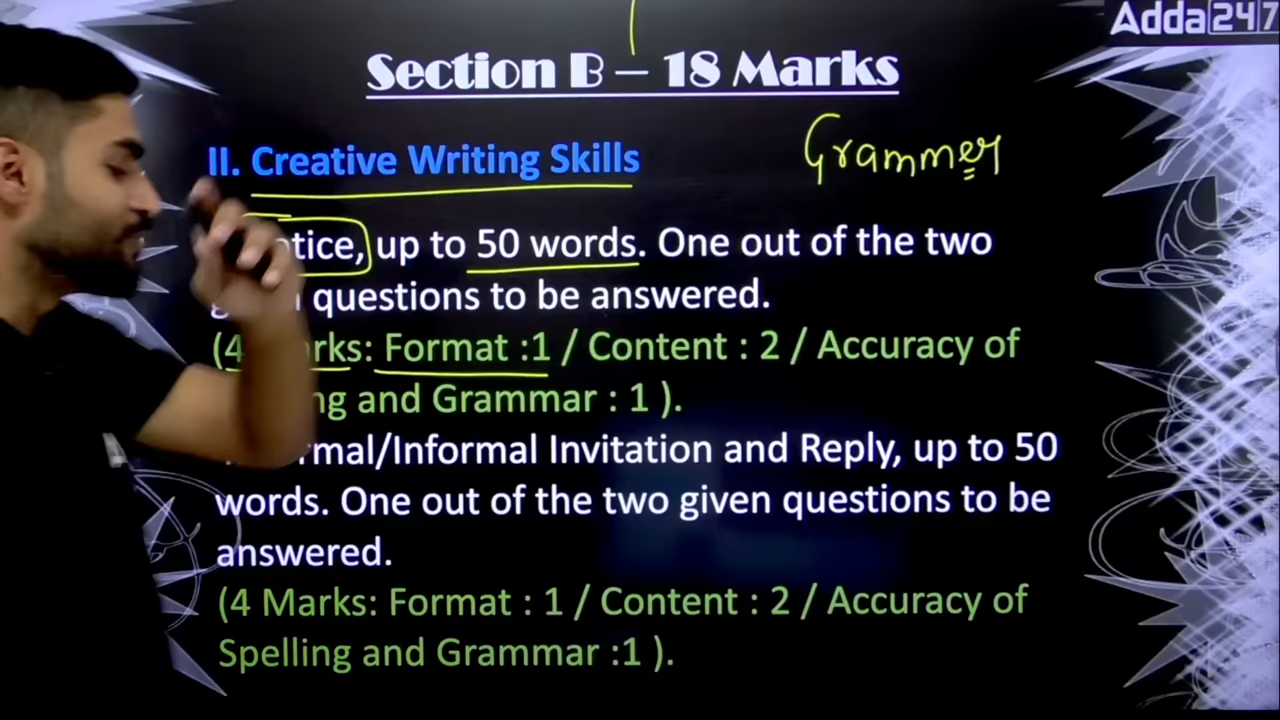 Adda247
Section B – 18 Marks
II. Creative Writing Skills
Grammer
up to 50 words. One out of the two
questions to be answered.
(4 Format :1 / Content : 2 / Accuracy of
and Grammar : 1 ).
Invitation and Reply, up to 50
words. One out of the two given questions to be
answered.
(4 Marks: Format : 1 / Content : 2 / Accuracy of
Spelling and Grammar :1 ).